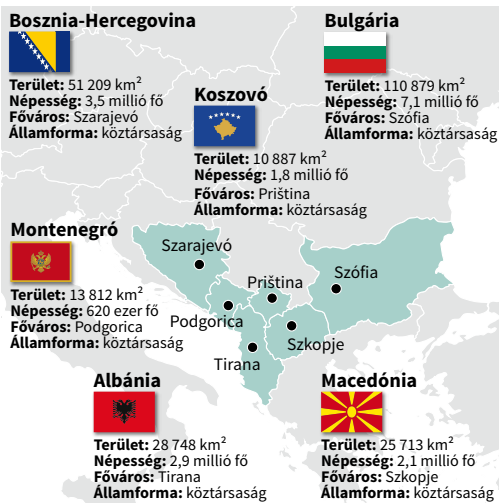 Bosznia-Hercegovina
Terület: 51 209 km²
Népesség: 3,5 millió fő
Főváros: Szarajevó
Államforma: köztársaság
Bulgária
Terület: 110 879 km²
Népesség: 7,1 millió fő
Főváros: Szófia
Államforma: köztársaság
Koszovó
Terület: 10 887 km²
Népesség: 1,8 millió fő
Főváros: Priština
Államforma: köztársaság
Montenegró
Terület: 13 812 km²
Népesség: 620 ezer fő
Főváros: Podgorica
Államforma: köztársaság
Szarajevó
Priština
Szófia
Podgorica
Szkopje
Tirana
Albánia
Terület: 28 748 km²
Népesség: 2,9 millió fő
Főváros: Tirana
Államforma: köztársaság
Macedónia
Terület: 25 713 km²
Népesség: 2,1 millió fő
Főváros: Szkopje
Államforma: köztársaság